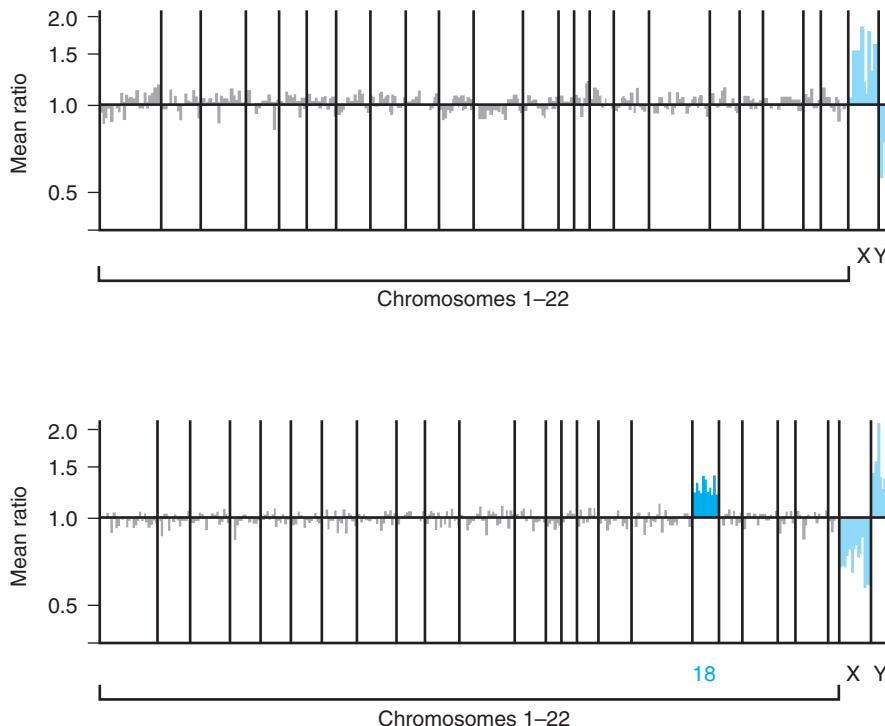 2.0
1.5
1.0
0.5
Mean ratio
X Y
Chromosomes 1–22
2.0
1.5
1.0
0.5
Mean ratio
18 X Y
Chromosomes 1–22